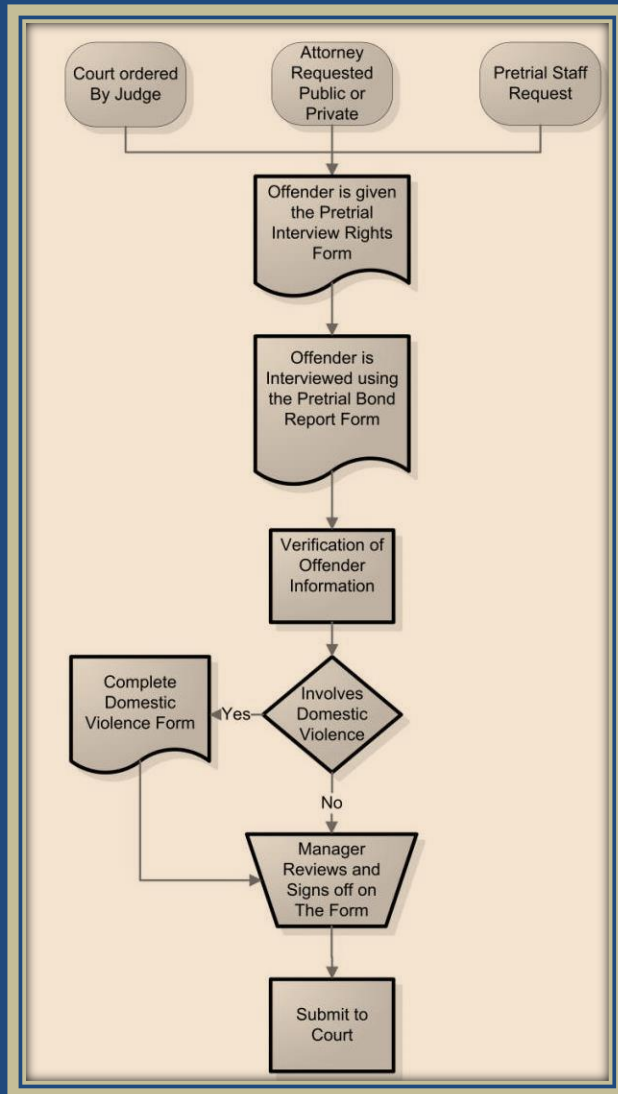 Court ordered
By Judge
Attorney
Requested
Public or
Private
Pretrial Staff
Request
Offender is given
the Pretrial
Interview Rights
Form
Offender is
Interviewed using
the Pretrial Bond
Report Form
Verification of
Offender
Information
Involves
Domestic
Violence
Yes
Complete
Domestic
Violence Form
No
Manager
Reviews and
Signs off on
The Form
Submit to
Court